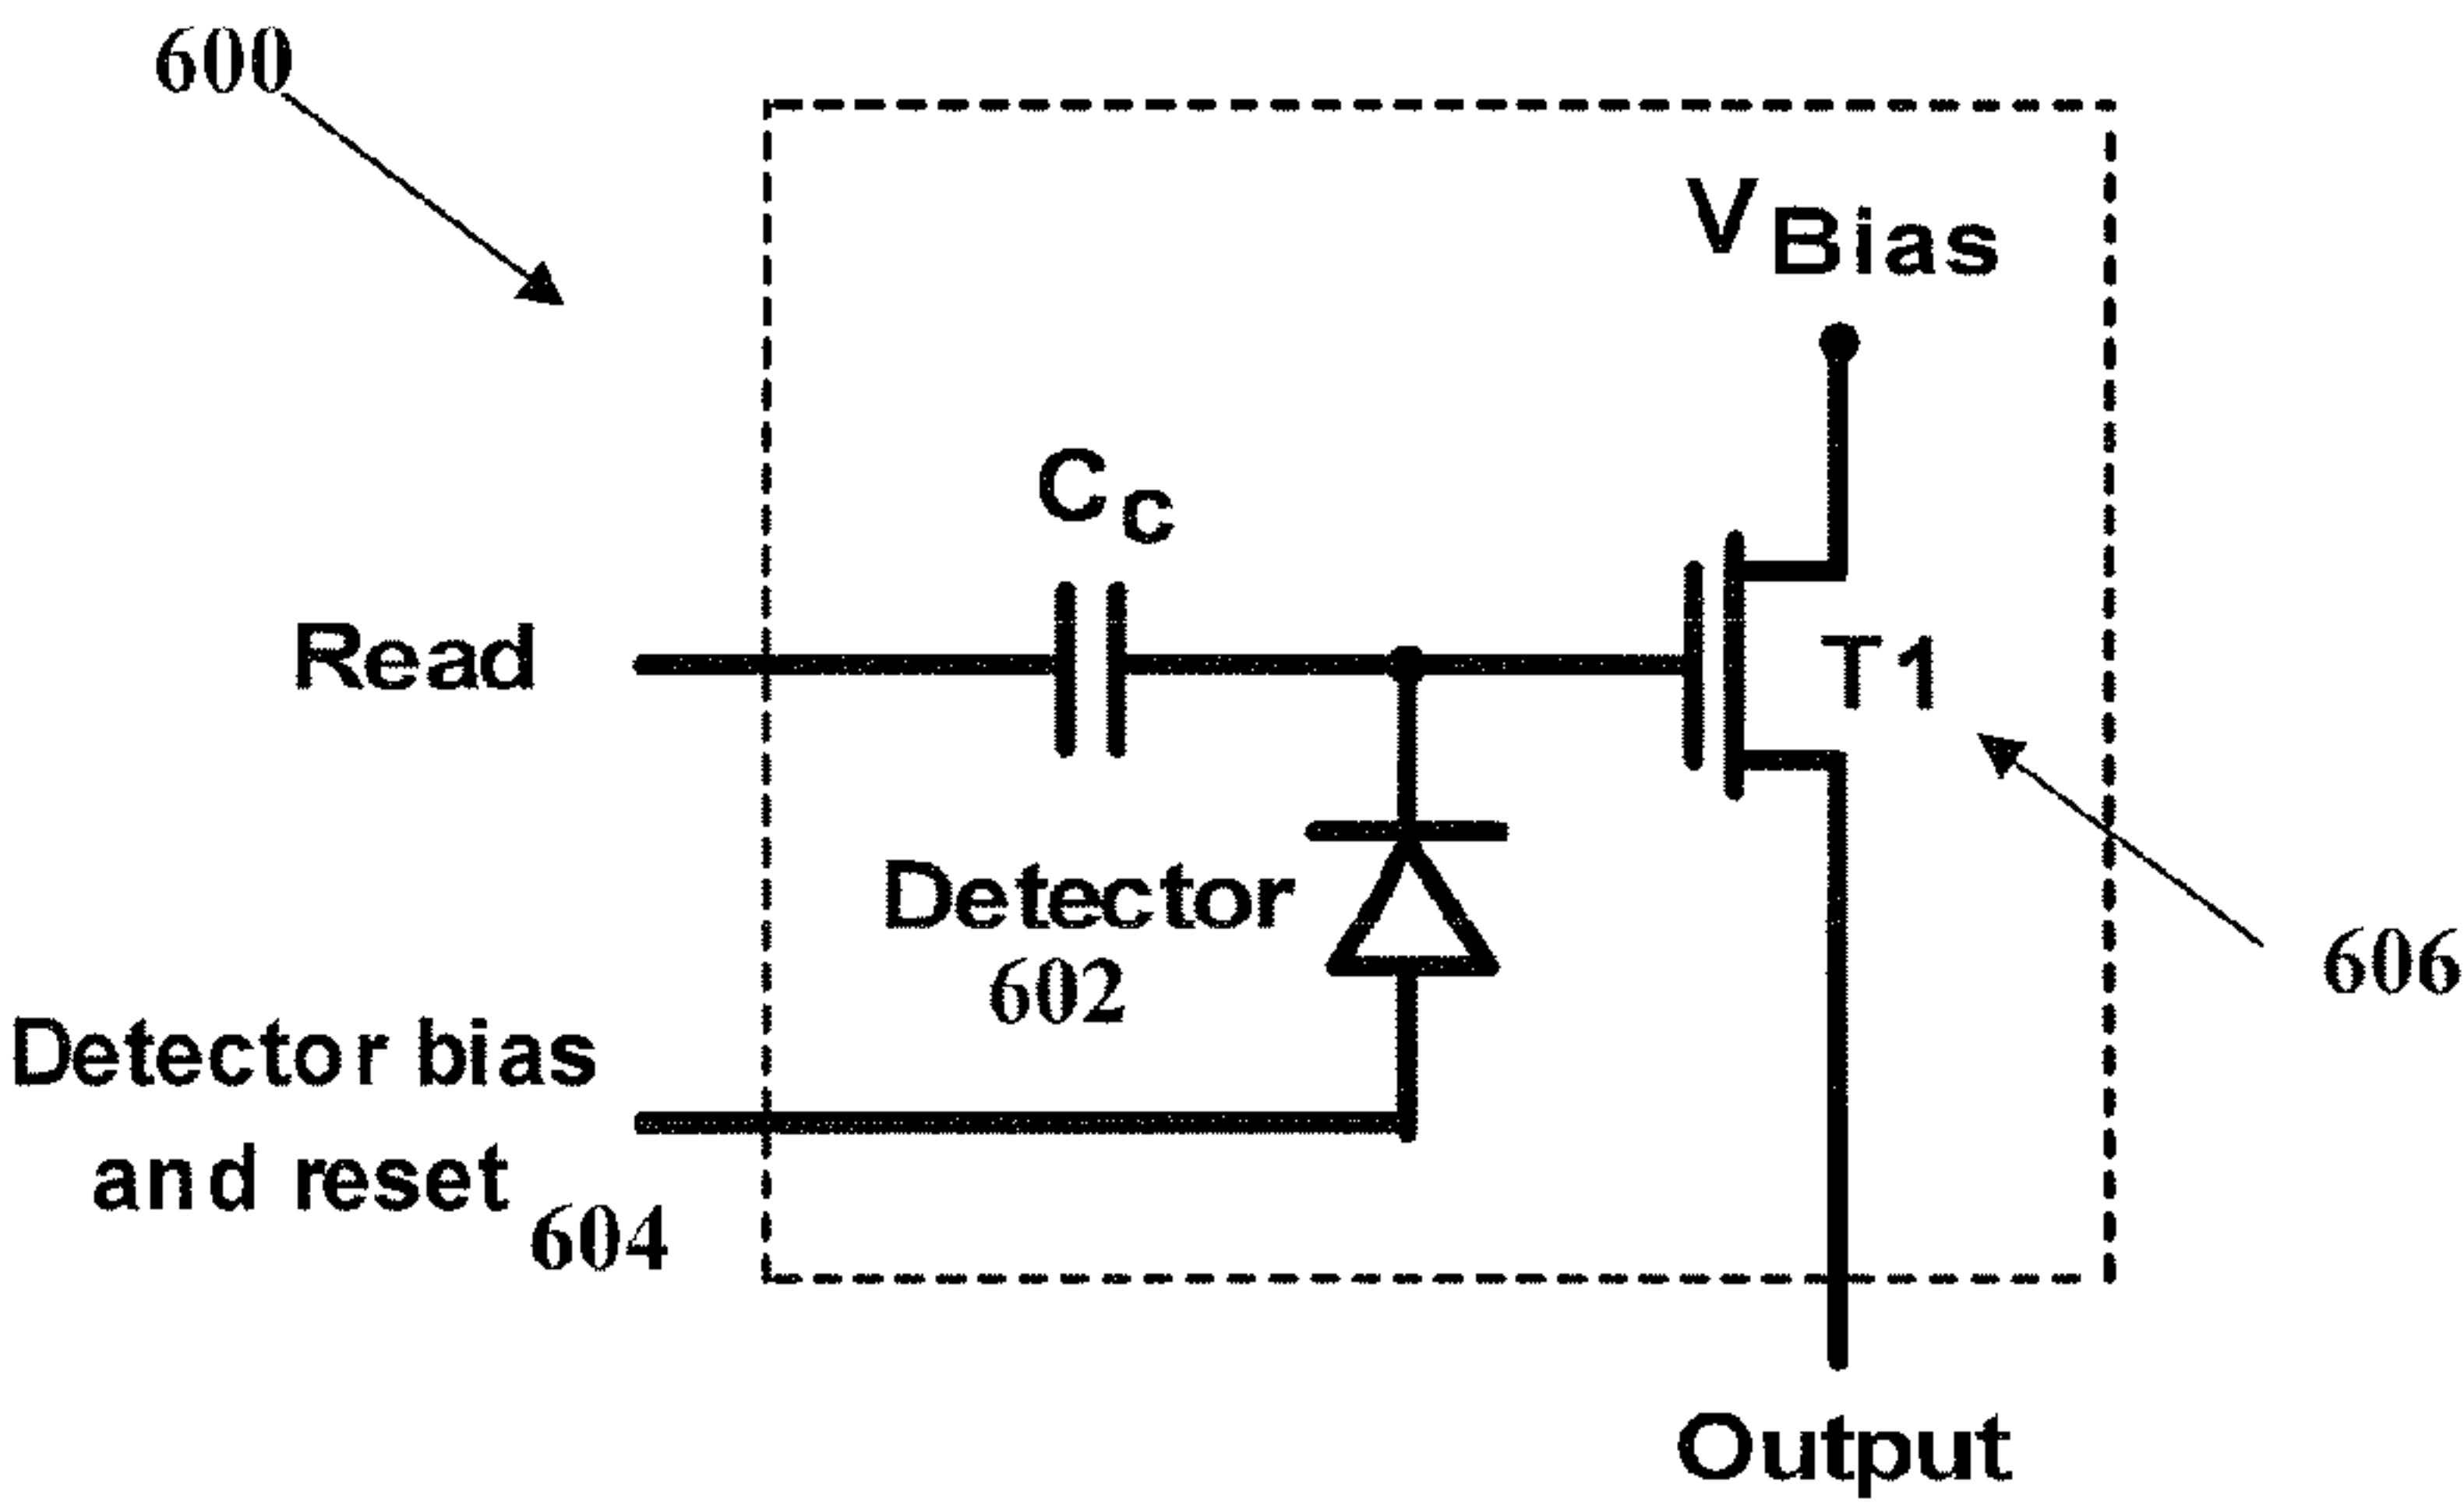 600
V Bias
C C
Read
T1
Detector
602
606
Detector bias
and reset
604
Output